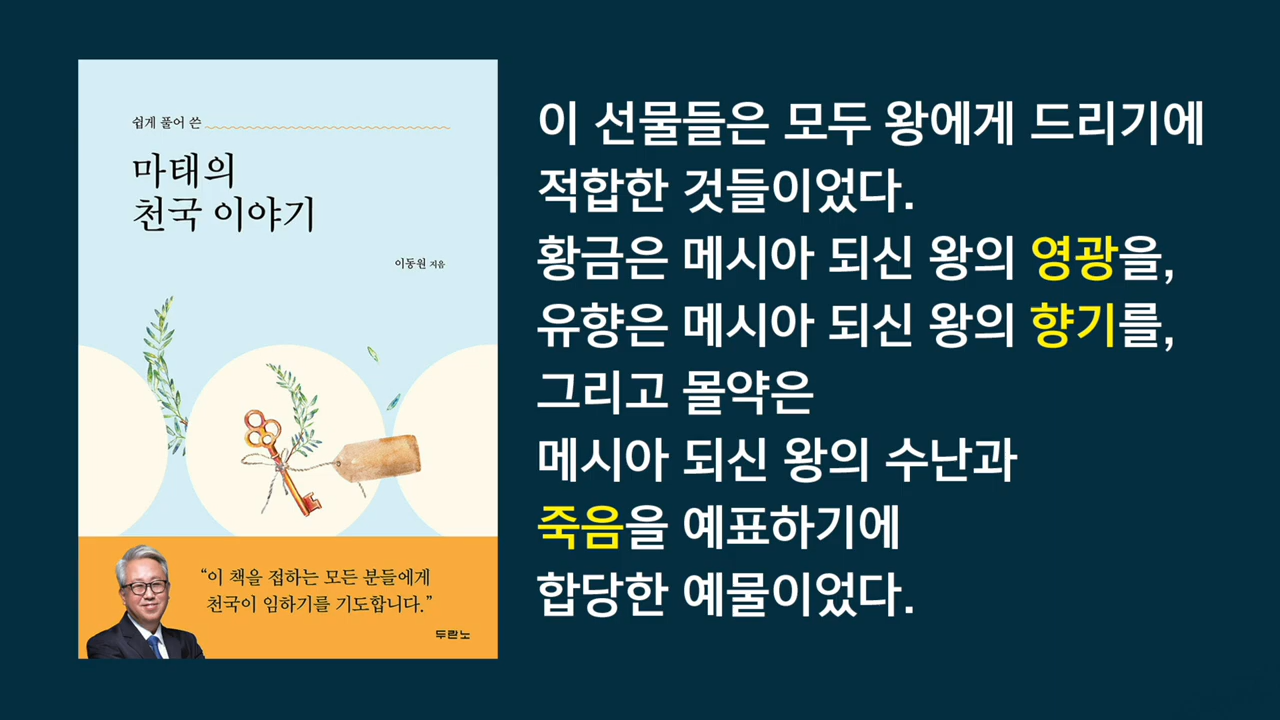 쉽게 풀어 쓴
마태의
천국 이야기
이동원 지음
“이 책을 접하는 모든 분들에게
천국이 임하기를 기도합니다.”
두란노
이 선물들은 모두 왕에게 드리기에
적합한 것들이었다.
황금은 메시아 되신 왕의 영광을,
유향은 메시아 되신 왕의 향기를,
그리고 몰약은
메시아 되신 왕의 수난과
죽음을 예표하기에
합당한 예물이었다.